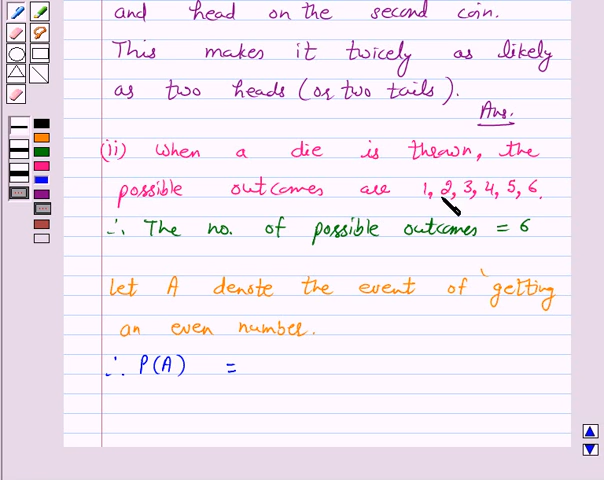 and head on the second coin.
This makes it twicely as likely
as two heads (or two tails).
Ans.
(ii) When a die is thrown, the
possible outcomes are 1, 2, 3, 4, 5, 6.
∴ The no. of possible outcomes = 6
Let A denote the event of 'getting
an even number.
∴ P(A) =